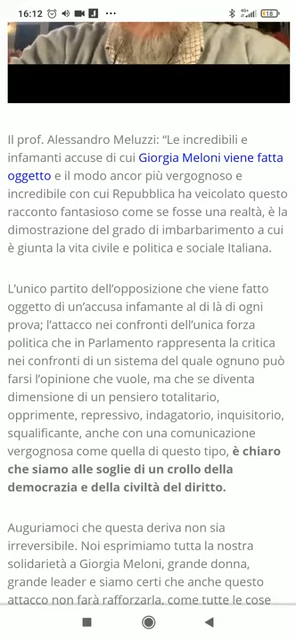 16:12
4G+
18
Il prof. Alessandro Meluzzi: “Le incredibili e
infamanti accuse di cui Giorgia Meloni viene fatta
oggetto e il modo ancor più vergognoso e
incredibile con cui Repubblica ha veicolato questo
racconto fantasioso come se fosse una realtà, è la
dimostrazione del grado di imbarbarimento a cui
è giunta la vita civile e politica e sociale Italiana.
L’unico partito dell’opposizione che viene fatto
oggetto di un’accusa infamante al di là di ogni
prova; l’attacco nei confronti dell’unica forza
politica che in Parlamento rappresenta la critica
nei confronti di un sistema del quale ognuno può
farsi l’opinione che vuole, ma che se diventa
dimensione di un pensiero totalitario,
opprimente, repressivo, indagatorio, inquisitorio,
squalificante, anche con una comunicazione
vergognosa come quella di questo tipo, è chiaro
che siamo alle soglie di un crollo della
democrazia e della civiltà del diritto.
Auguriamoci che questa deriva non sia
irreversibile. Noi esprimiamo tutta la nostra
solidarietà a Giorgia Meloni, grande donna,
grande leader e siamo certi che anche questo
attacco non farà rafforzarla, come tutte le cose